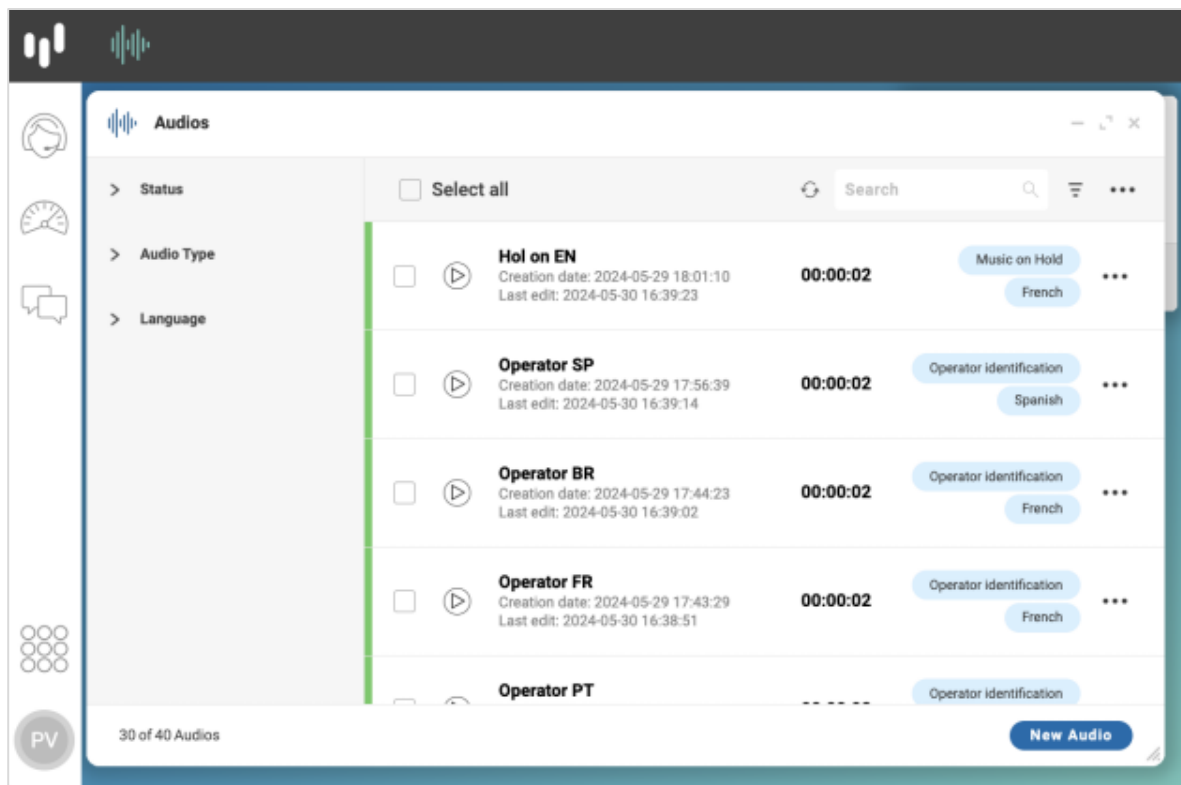 Audios
Status
Audio Type
Language
Select all
Search
Hol on EN
Creation date: 2024-05-29 18:01:10
Last edit: 2024-05-30 16:39:23
00:00:02
Music on Hold
French
Operator SP
Creation date: 2024-05-29 17:56:39
Last edit: 2024-05-30 16:39:14
00:00:02
Operator identification
Spanish
Operator BR
Creation date: 2024-05-29 17:44:23
Last edit: 2024-05-30 16:39:02
00:00:02
Operator identification
French
Operator FR
Creation date: 2024-05-29 17:43:29
Last edit: 2024-05-30 16:38:51
00:00:02
Operator identification
French
Operator PT
Operator identification
PV
30 of 40 Audios
New Audio